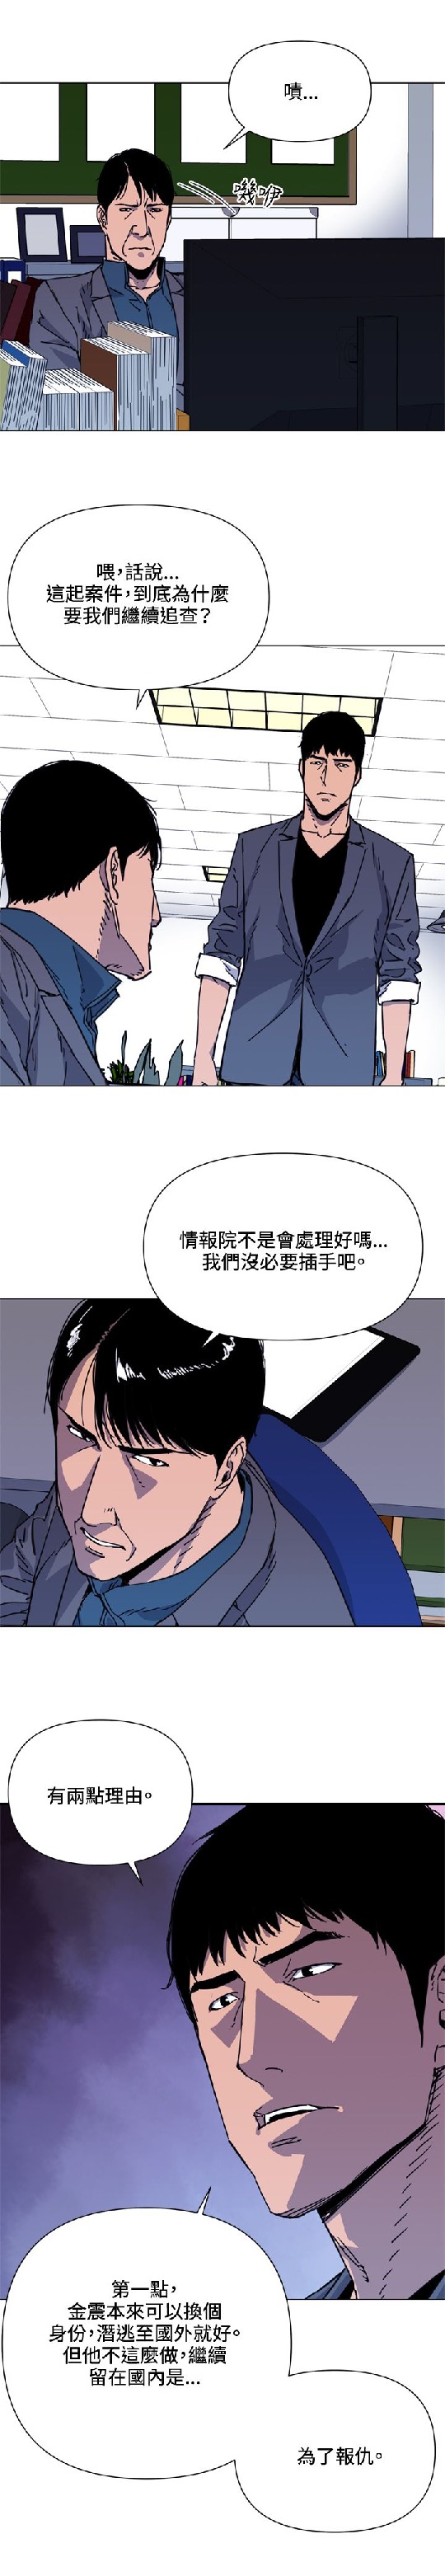 嘖...
嘰咿
喂,話說...
這起案件,到底為什麼
要我們繼續追查?
情報院不是會處理好嗎...
我們沒必要插手吧。
有兩點理由。
第一點,
金震本來可以換個
身份,潛逃至國外就好。
但他不這麼做,繼續
留在國內是...
為了報仇。